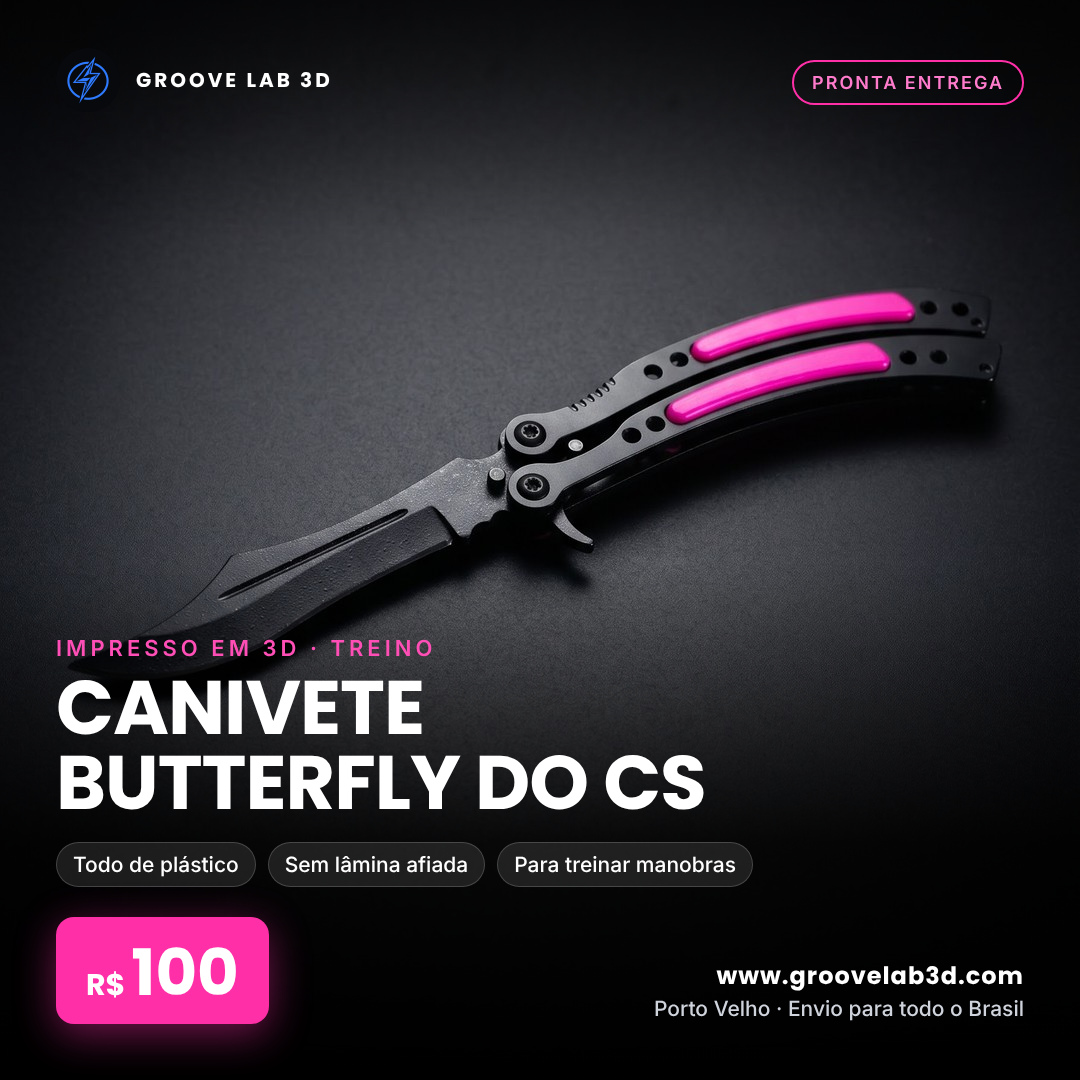 GROOVE LAB 3D
PRONTA ENTREGA
IMPRESSO EM 3D · TREINO
CANIVETE
BUTTERFLY DO CS
Todo de plástico
Sem lâmina afiada
Para treinar manobras
R$ 100
www.groovelab3d.com
Porto Velho · Envio para todo o Brasil